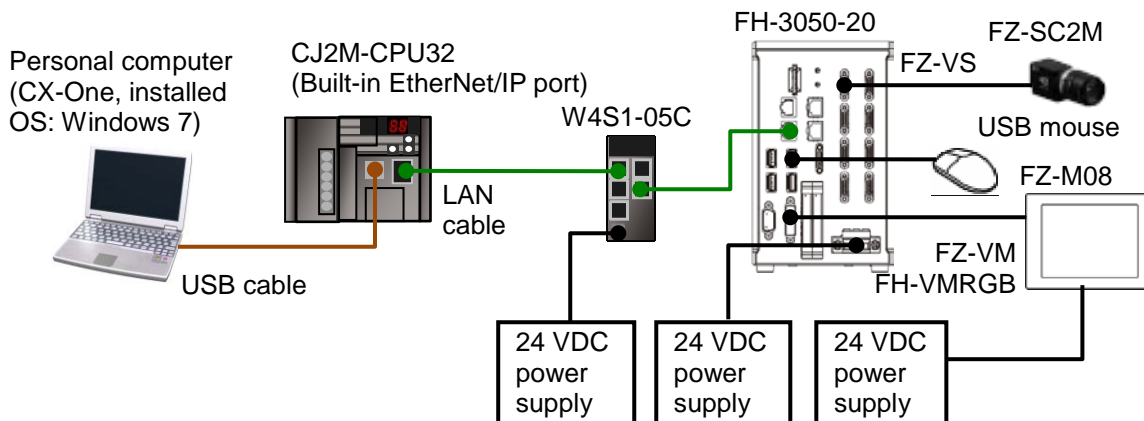 Personal computer
(CX-One, installed
OS: Windows 7)
CJ2M-CPU32
(Built-in EtherNet/IP port)
W4S1-05C
FH-3050-20
FZ-SC2M
FZ-VS
USB mouse
FZ-M08
LAN
cable
USB cable
FZ-VM
FH-VMRGB
24 VDC
power
supply
24 VDC
power
supply
24 VDC
power
supply
88